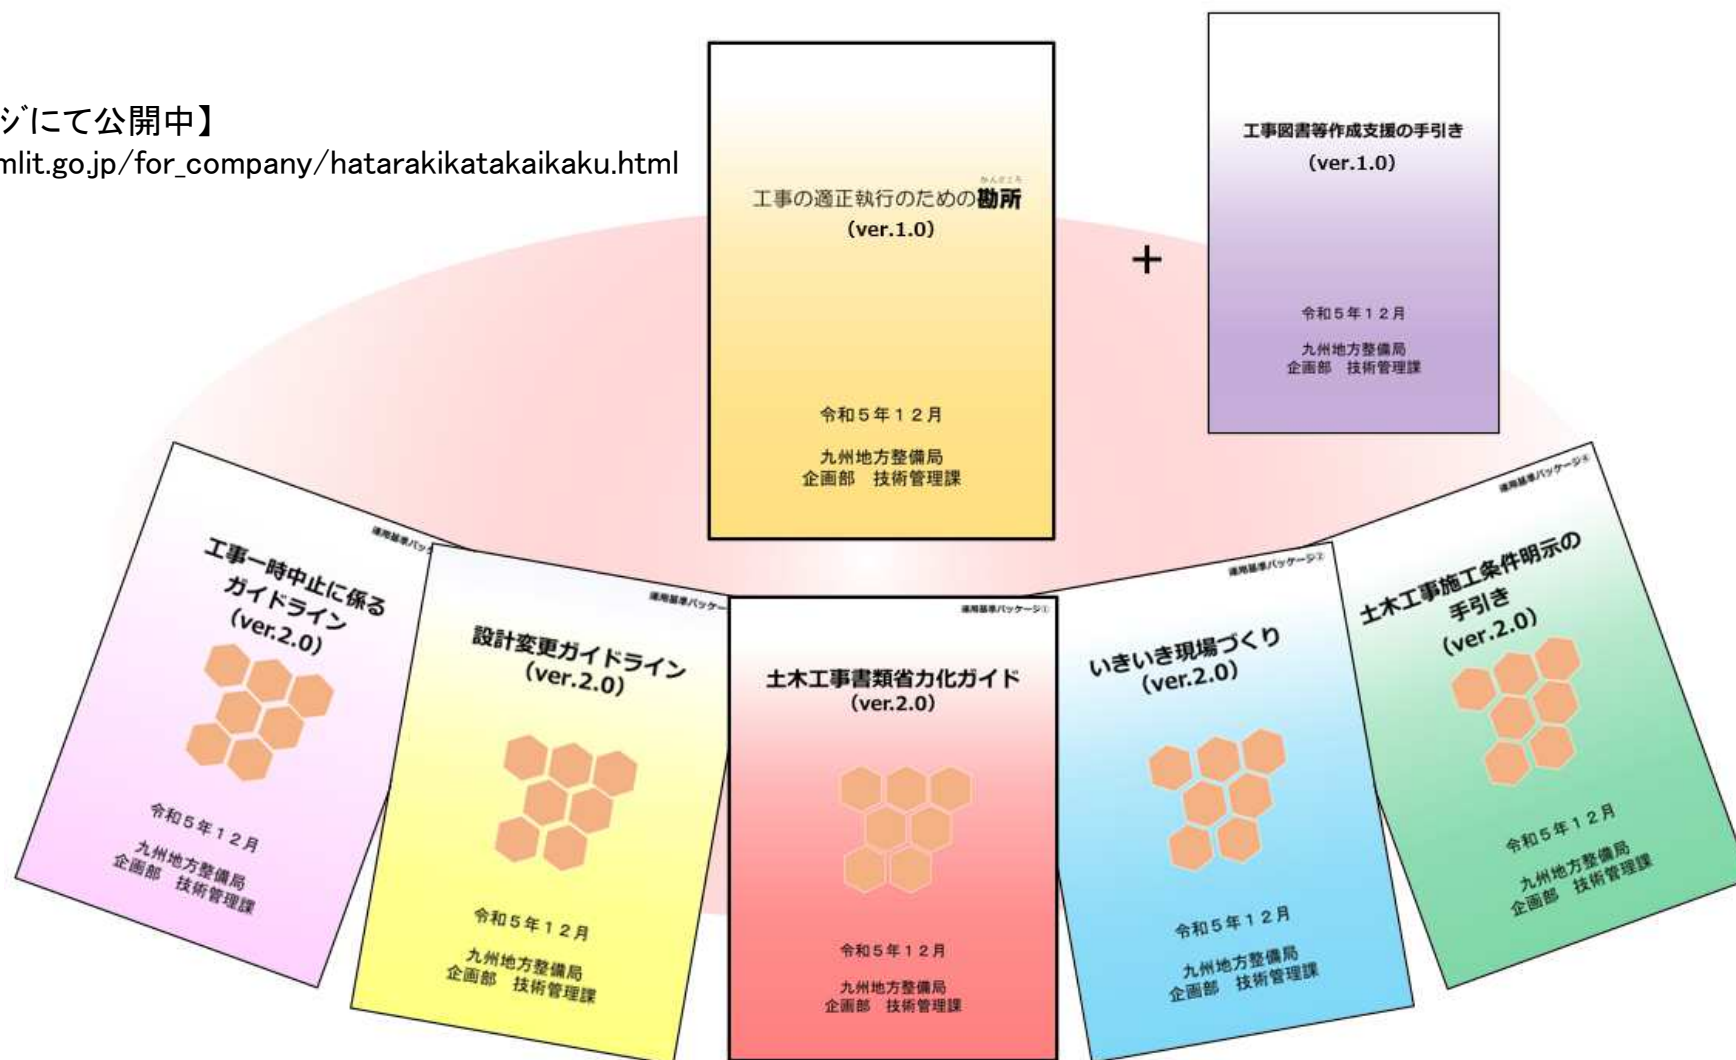 ジにて公開中】
mlit.go.jp/for_company/hatarakikatakaikaku.html
かんどころ
工事の適正執行のための勘所
（ver.1.0）
令和５年１２月
九州地方整備局
企画部　技術管理課
＋
工事図書等作成支援の手引き
（ver.1.0）
令和５年１２月
九州地方整備局
企画部　技術管理課
運用基準パッケ
工事一時中止に係る
ガイドライン
（ver.2.0）
令和５年１２月
九州地方整備局
企画部　技術管理課
運用基準パッケー
設計変更ガイドライン
（ver.2.0）
令和５年１２月
九州地方整備局
企画部　技術管理課
運用基準パッケージ①
土木工事書類省力化ガイド
（ver.2.0）
令和５年１２月
九州地方整備局
企画部　技術管理課
運用基準パッケージ②
いきいき現場づくり
（ver.2.0）
令和５年１２月
九州地方整備局
企画部　技術管理課
運用基準パッケージ④
土木工事施工条件明示の
手引き
（ver.2.0）
令和５年１２月
九州地方整備局
企画部　技術管理課